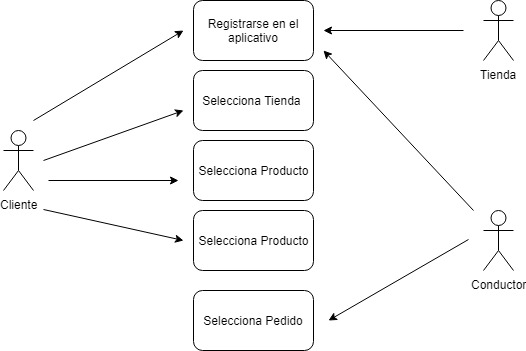 Registrarse en el
aplicativo
Tienda
Selecciona Tienda
Selecciona Producto
Cliente
Selecciona Producto
Conductor
Selecciona Pedido